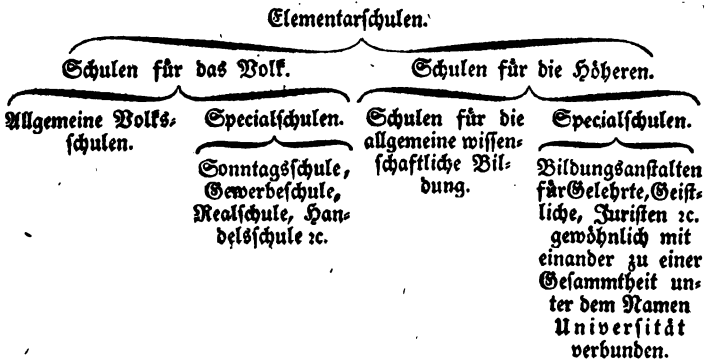 Elementarschulen.
Schulen für das Volk.
Schulen für die Höheren.
Allgemeine Volks-
schulen.
Specialschulen.
Sonntagsschule,
Gewerbeschule,
Realschule, Han-
delsschule ꝛc.
Schulen für die
allgemeine wissen-
schaftliche Bil-
dung.
Specialschulen.
Bildungsanstalten
für Gelehrte, Geist-
liche, Juristen ꝛc.
gewöhnlich mit
einander zu einer
Gesammtheit un-
ter dem Namen
Universität
verbunden.